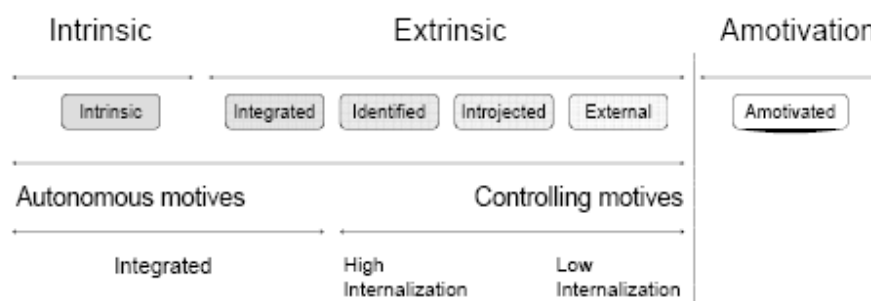 Intrinsic Extrinsic Amotivation
Intrinsic Integrated Identified Introjected External Amotivated
Autonomous motives Controlling motives
Integrated High Low
Internalization Internalization